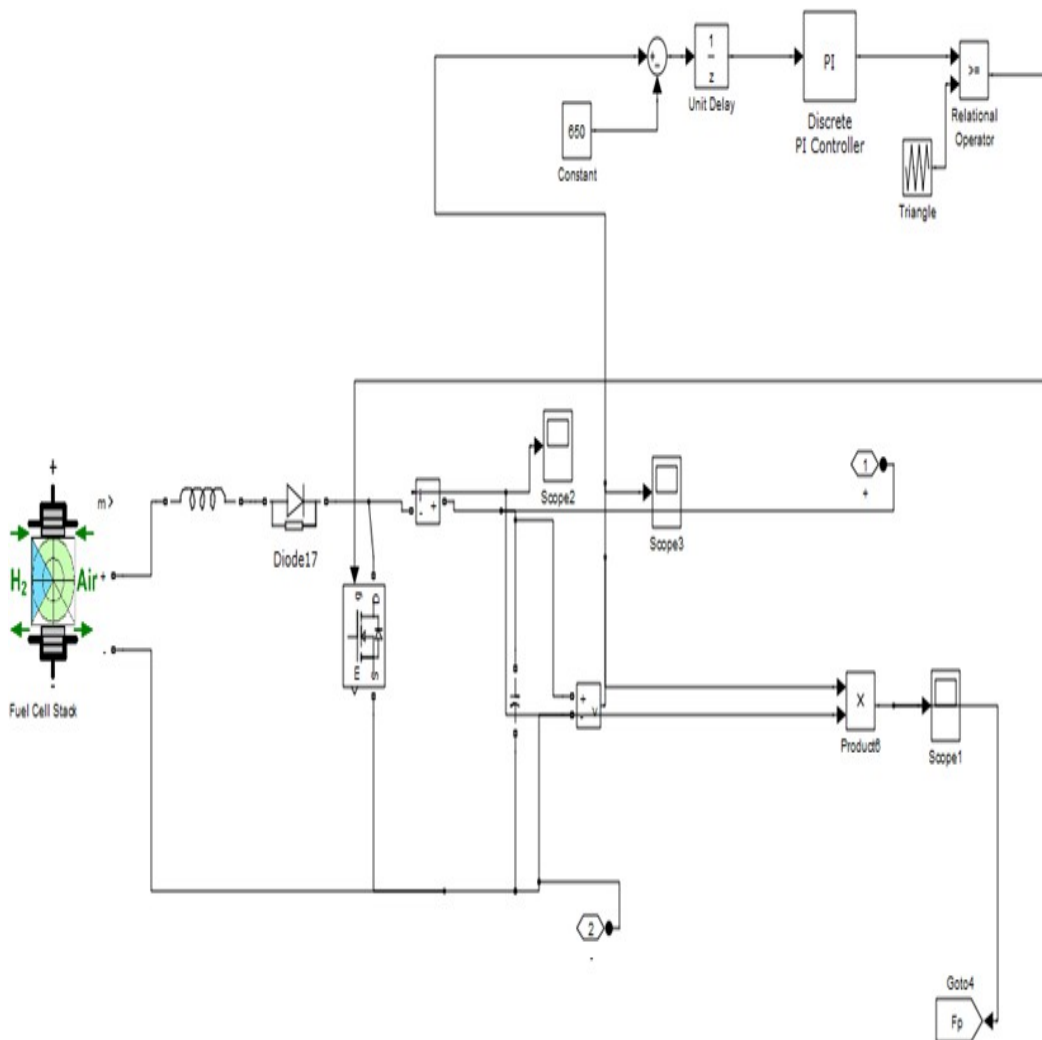 +
-
1
z
Unit Delay
PI
Discrete
PI Controller
>=
Relational
Operator
650
Constant
Triangle
+
m >
H₂
Air
+
-
-
Fuel Cell Stack
Diode17
g
D
m
S
i
-
+
Scope2
Scope3
1
+
+
-
v
X
Product6
Scope1
2
-
Goto4
Fp